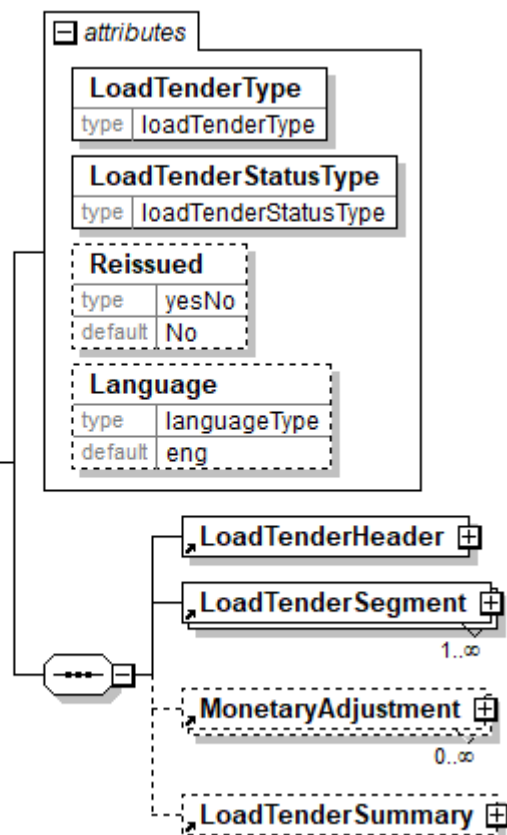 attributes
LoadTenderType
type loadTenderType
LoadTenderStatusType
type loadTenderStatusType
Reissued
type yesNo
default No
Language
type languageType
default eng
LoadTenderHeader
LoadTenderSegment
1..∞
MonetaryAdjustment
0..∞
LoadTenderSummary